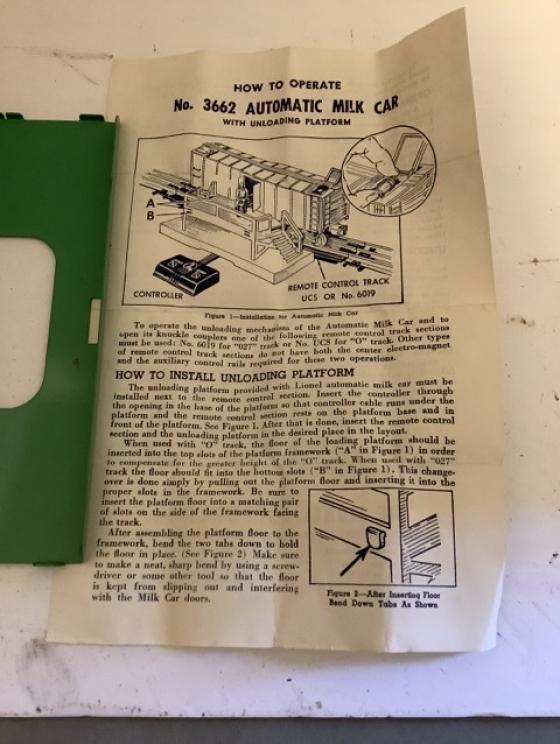 HOW TO OPERATE
No. 3662 AUTOMATIC MILK CAR
WITH UNLOADING PLATFORM
A
B
CONTROLLER
REMOTE CONTROL TRACK
UCS OR No. 6019
Figure 1—Installation for Automatic Milk Car
To operate the unloading mechanism of the Automatic Milk Car and to
open its knuckle couplers one of the following remote control track sections
must be used: No. 6019 for "027" track or No. UCS for "O" track. Other types
of remote control track sections do not have both the center electro-magnet
and the auxiliary control rails required for these two operations.
HOW TO INSTALL UNLOADING PLATFORM
The unloading platform provided with Lionel automatic milk car must be
installed next to the remote control section. Insert the controller through
the opening in the base of the platform so that controller cable runs under the
platform and the remote control section rests on the platform base and in
front of the platform. See Figure 1. After that is done, insert the remote control
section and the unloading platform in the desired place in the layout.
When used with "O" track, the floor of the loading platform should be
inserted into the top slots of the platform framework ("A" in Figure 1) in order
to compensate for the greater height of the "O" track. When used with "027"
track the floor should fit into the bottom slots ("B" in Figure 1). This change-
over is done simply by pulling out the platform floor and inserting it into the
proper slots in the framework. Be sure to
insert the platform floor into a matching pair
of slots on the side of the framework facing
the track.
After assembling the platform floor to the
framework, bend the two tabs down to hold
the floor in place. (See Figure 2) Make sure
to make a neat, sharp bend by using a screw-
driver or some other tool so that the floor
is kept from slipping out and interfering
with the Milk Car doors.
Figure 2—After Inserting Floor
Bend Down Tabs As Shown